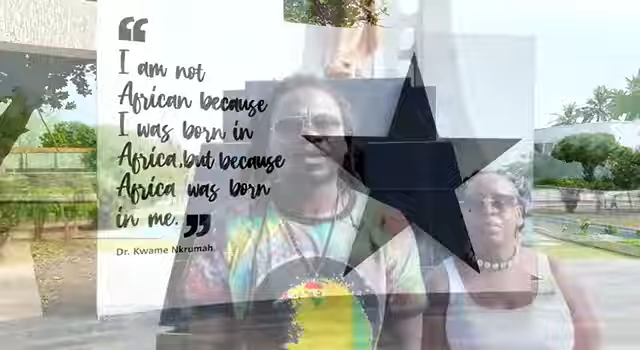 “
I am not
African because
I was born in
Africa,but because
Africa was born
in me.”
Dr. Kwame Nkrumah